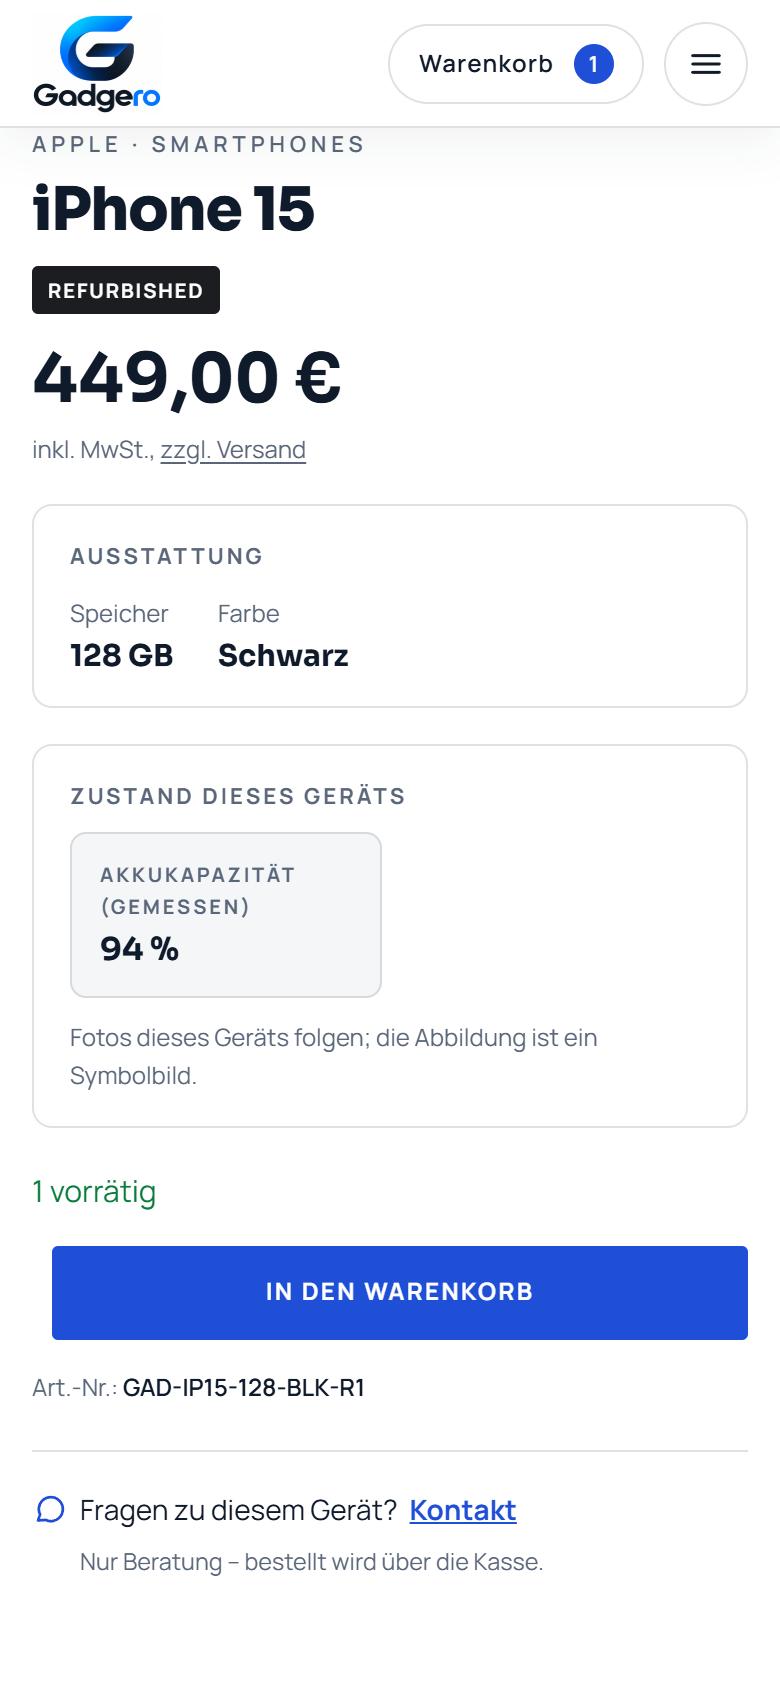 Gadgero
Warenkorb 1
APPLE · SMARTPHONES
iPhone 15
REFURBISHED
449,00 €
inkl. MwSt., zzgl. Versand
AUSSTATTUNG
Speicher Farbe
128 GB Schwarz
ZUSTAND DIESES GERÄTS
AKKUKAPAZITÄT
(GEMESSEN)
94 %
Fotos dieses Geräts folgen; die Abbildung ist ein
Symbolbild.
1 vorrätig
IN DEN WARENKORB
Art.-Nr.: GAD-IP15-128-BLK-R1
Fragen zu diesem Gerät? Kontakt
Nur Beratung – bestellt wird über die Kasse.